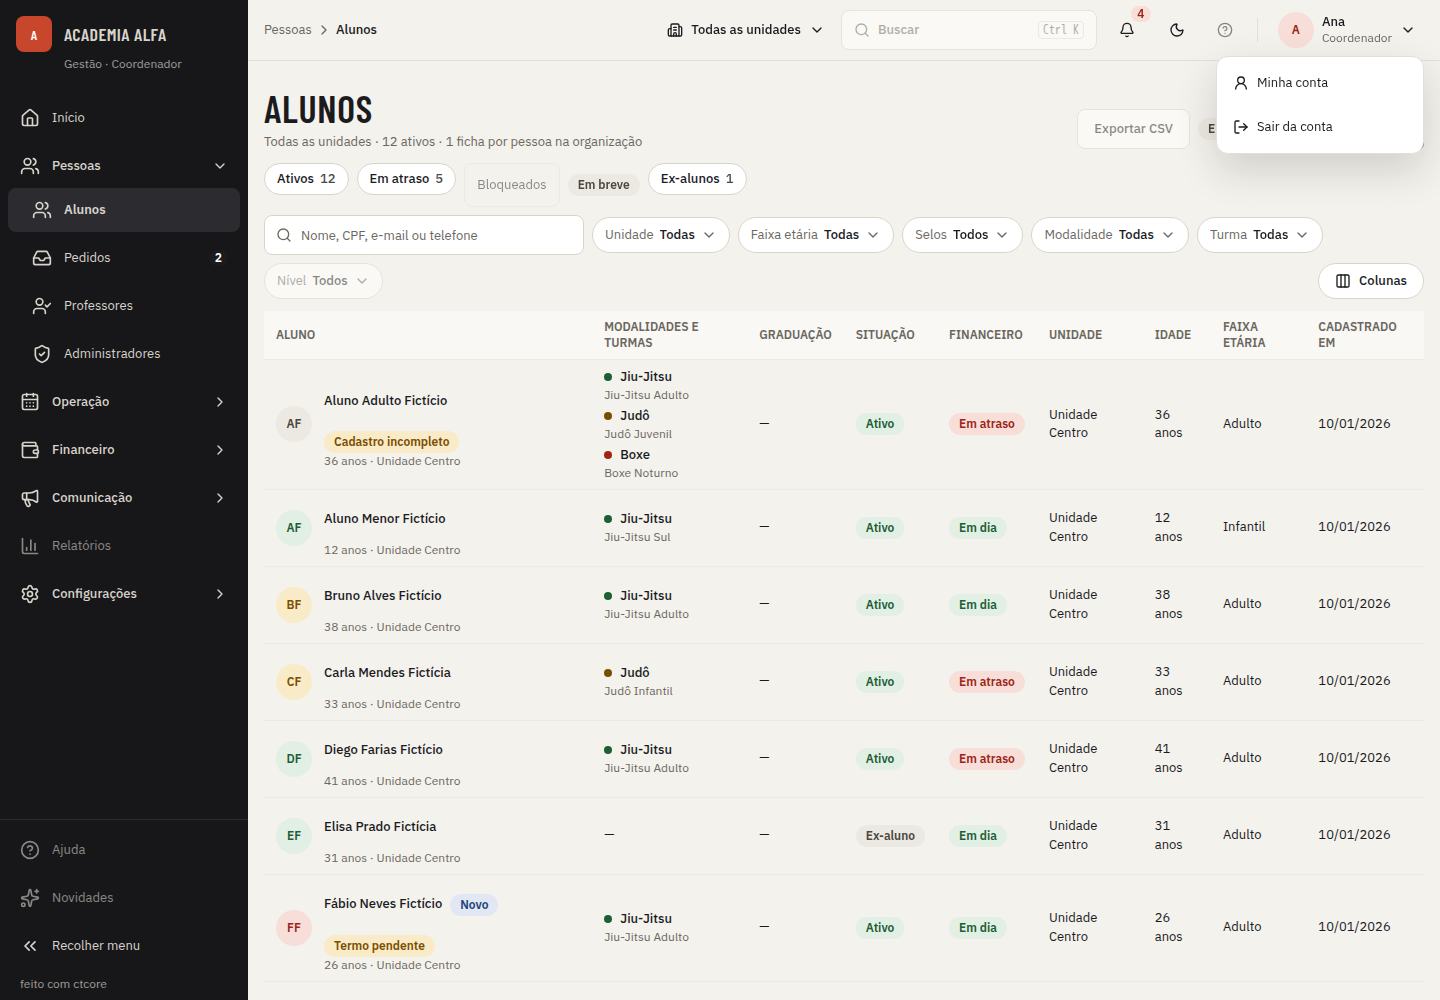 A
ACADEMIA ALFA
Gestão · Coordenador
Início
Pessoas
Alunos
Pedidos 2
Professores
Administradores
Operação
Financeiro
Comunicação
Relatórios
Configurações
Ajuda
Novidades
Recolher menu
feito com ctcore
Pessoas Alunos
Todas as unidades
Buscar Ctrl K
4
A
Ana
Coordenador
Minha conta
Sair da conta
ALUNOS
Todas as unidades · 12 ativos · 1 ficha por pessoa na organização
Exportar CSV
Ativos 12
Em atraso 5
Bloqueados
Em breve
Ex-alunos 1
Nome, CPF, e-mail ou telefone
Unidade Todas
Faixa etária Todas
Selos Todos
Modalidade Todas
Turma Todas
Nível Todos
Colunas
ALUNO
MODALIDADES E
TURMAS
GRADUAÇÃO
SITUAÇÃO
FINANCEIRO
UNIDADE
IDADE
FAIXA
ETÁRIA
CADASTRADO
EM
AF
Aluno Adulto Fictício
Cadastro incompleto
36 anos · Unidade Centro
Jiu-Jitsu
Jiu-Jitsu Adulto
Judô
Judô Juvenil
Boxe
Boxe Noturno
—
Ativo
Em atraso
Unidade
Centro
36
anos
Adulto
10/01/2026
AF
Aluno Menor Fictício
12 anos · Unidade Centro
Jiu-Jitsu
Jiu-Jitsu Sul
—
Ativo
Em dia
Unidade
Centro
12
anos
Infantil
10/01/2026
BF
Bruno Alves Fictício
38 anos · Unidade Centro
Jiu-Jitsu
Jiu-Jitsu Adulto
—
Ativo
Em dia
Unidade
Centro
38
anos
Adulto
10/01/2026
CF
Carla Mendes Fictícia
33 anos · Unidade Centro
Judô
Judô Infantil
—
Ativo
Em atraso
Unidade
Centro
33
anos
Adulto
10/01/2026
DF
Diego Farias Fictício
41 anos · Unidade Centro
Jiu-Jitsu
Jiu-Jitsu Adulto
—
Ativo
Em atraso
Unidade
Centro
41
anos
Adulto
10/01/2026
EF
Elisa Prado Fictícia
31 anos · Unidade Centro
—
—
Ex-aluno
Em dia
Unidade
Centro
31
anos
Adulto
10/01/2026
FF
Fábio Neves Fictício Novo
Termo pendente
26 anos · Unidade Centro
Jiu-Jitsu
Jiu-Jitsu Adulto
—
Ativo
Em dia
Unidade
Centro
26
anos
Adulto
10/01/2026